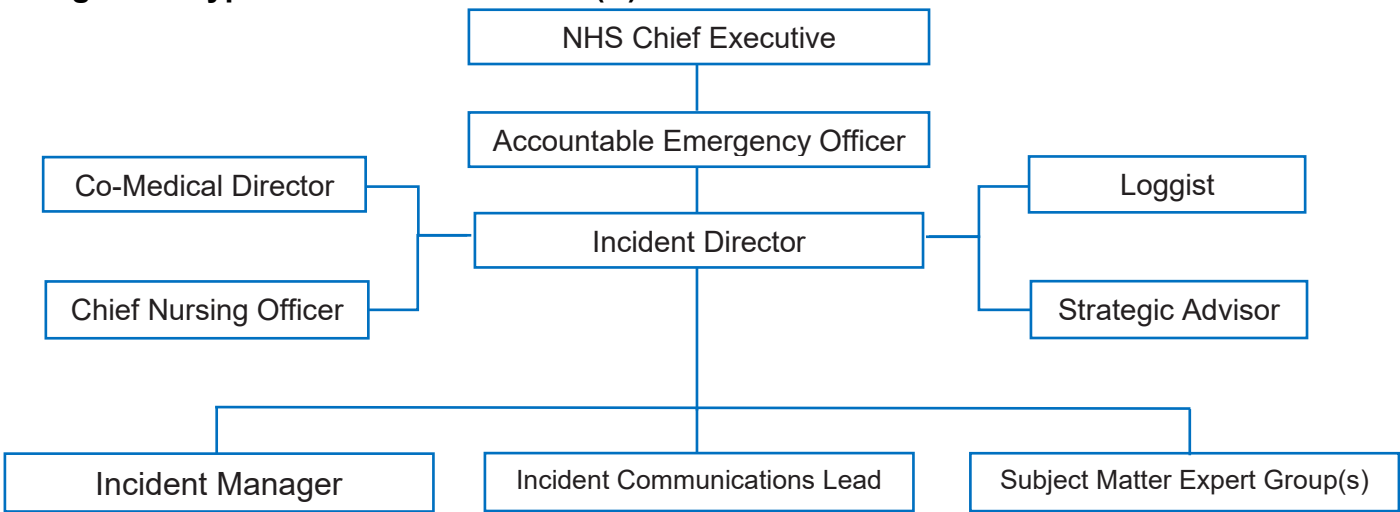 NHS Chief Executive
Accountable Emergency Officer
Co-Medical Director
Loggist
Incident Director
Chief Nursing Officer
Strategic Advisor
Incident Manager
Incident Communications Lead
Subject Matter Expert Group(s)